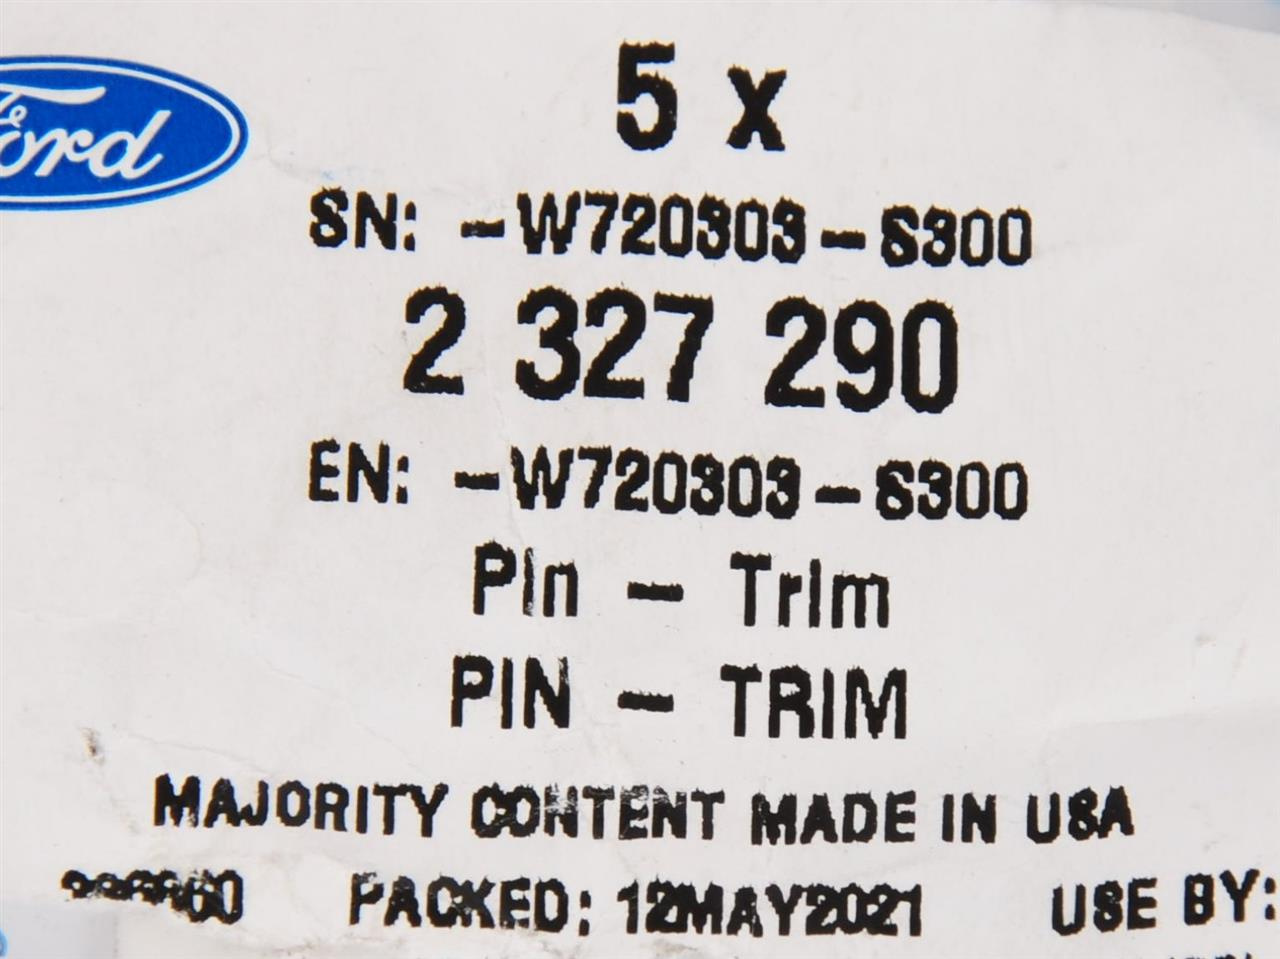 Ford
5 x
SN: -W720303-S300
2 327 290
EN: -W720303-S300
Pin - Trim
PIN - TRIM
MAJORITY CONTENT MADE IN USA
PACKED: 12MAY2021 USE BY: